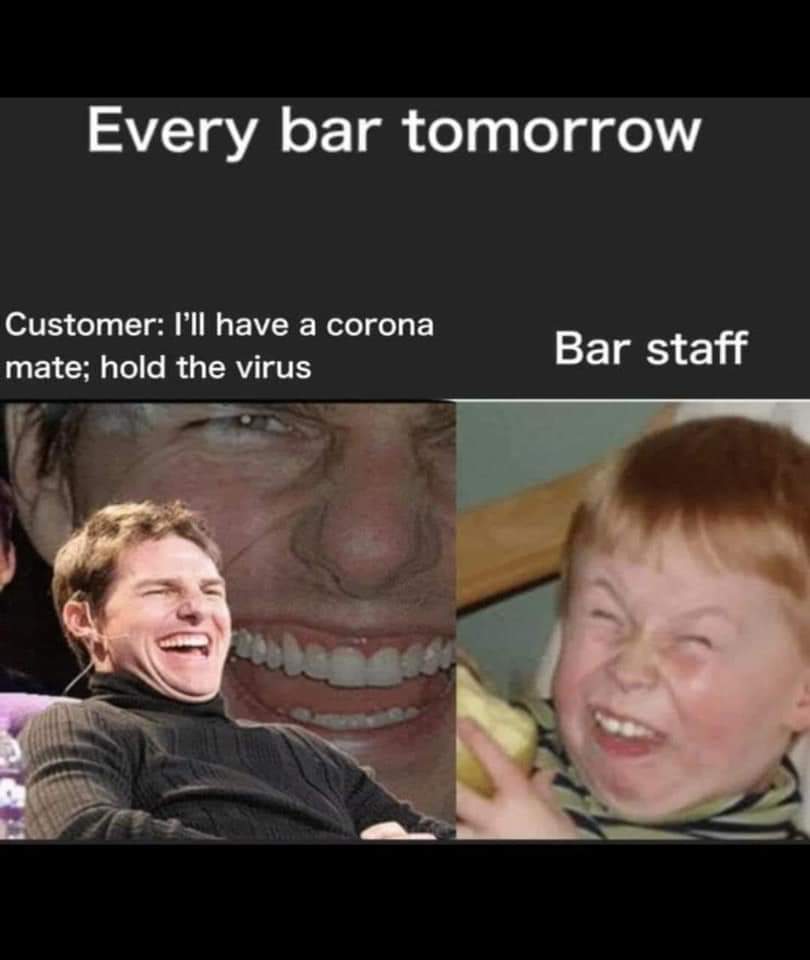 Every bar tomorrow
Customer: I'll have a corona
mate; hold the virus
Bar staff